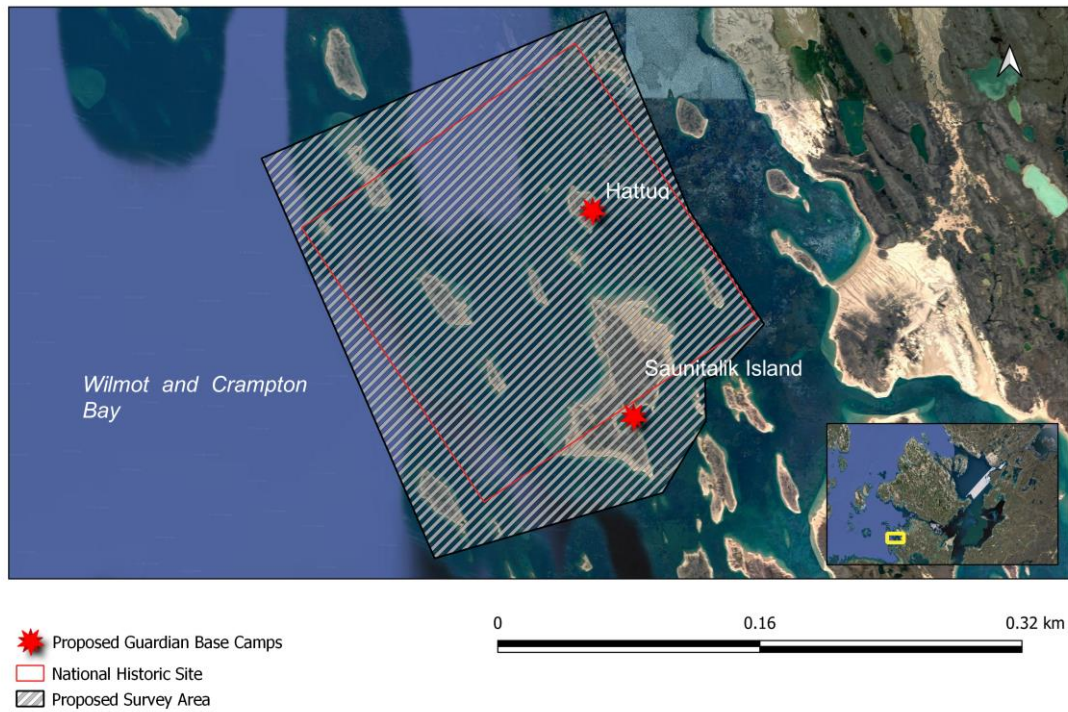 Hattuq
Saunitalik Island
Wilmot and Crampton
Bay
Proposed Guardian Base Camps
National Historic Site
Proposed Survey Area
0 0.16 0.32 km